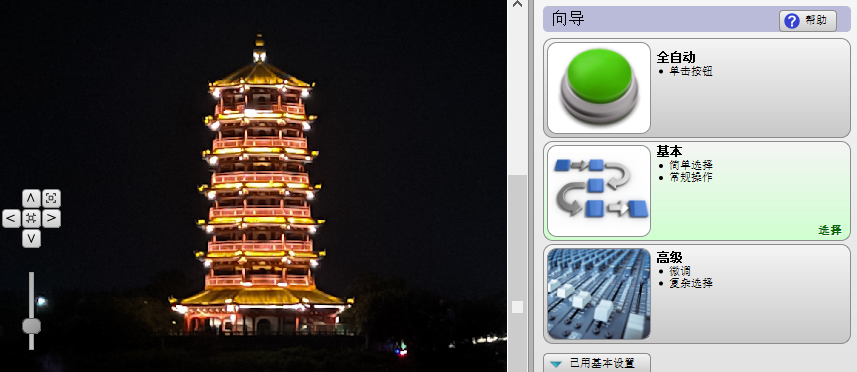 向导
帮助
全自动
单击按钮
基本
简单选择
常规操作
选择
高级
微调
复杂选择
已用基本设置